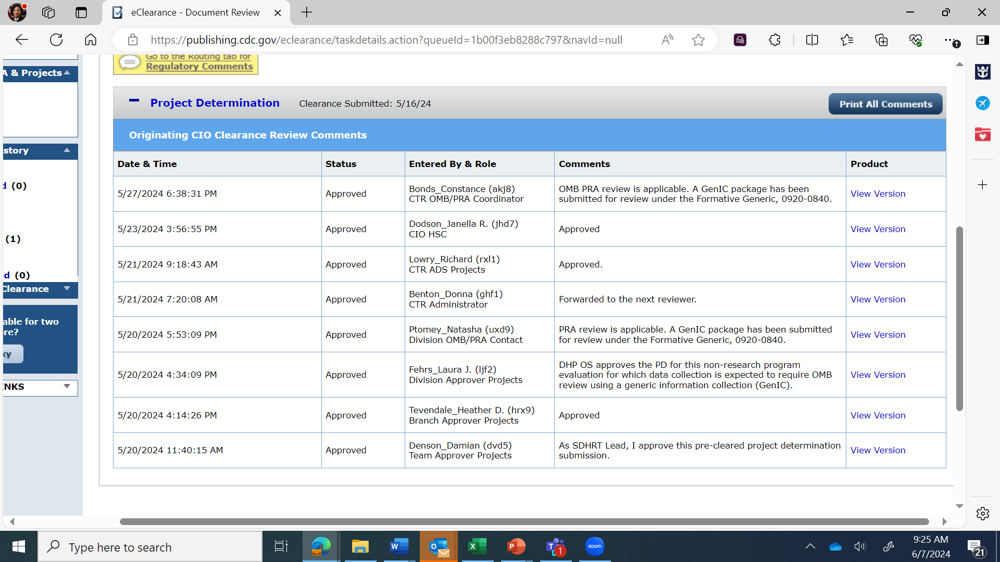 eClearance - Document Review
https://publishing.cdc.gov/eclearance/taskdetails.action?queueId=1b00f3eb8288c797&navId=null
Go to the Routing tab for
Regulatory Comments
A & Projects
story
d (0)
(1)
ed (0)
Clearance
able for two
re?
ky
INKS
Project Determination Clearance Submitted: 5/16/24 Print All Comments
Originating CIO Clearance Review Comments
Date & Time Status Entered By & Role Comments Product
5/27/2024 6:38:31 PM Approved Bonds_Constance (akj8)
CTR OMB/PRA Coordinator
OMB PRA review is applicable. A GenIC package has been
submitted for review under the Formative Generic, 0920-0840.
View Version
5/23/2024 3:56:55 PM Approved Dodson_Janella R. (jhd7)
CIO HSC
Approved
View Version
5/21/2024 9:18:43 AM Approved Lowry_Richard (rxl1)
CTR ADS Projects
Approved.
View Version
5/21/2024 7:20:08 AM Approved Benton_Donna (ghf1)
CTR Administrator
Forwarded to the next reviewer.
View Version
5/20/2024 5:53:09 PM Approved Ptomey_Natasha (uxd9)
Division OMB/PRA Contact
PRA review is applicable. A GenIC package has been submitted
for review under the Formative Generic, 0920-0840.
View Version
5/20/2024 4:34:09 PM Approved Fehrs_Laura J. (ljf2)
Division Approver Projects
DHP OS approves the PD for this non-research program
evaluation for which data collection is expected to require OMB
review using a generic information collection (GenIC).
View Version
5/20/2024 4:14:26 PM Approved Tevendale_Heather D. (hrx9)
Branch Approver Projects
Approved
View Version
5/20/2024 11:40:15 AM Approved Denson_Damian (dvd5)
Team Approver Projects
As SDHRT Lead, I approve this pre-cleared project determination
submission.
View Version
Type here to search
zoom
1
9:25 AM
6/7/2024
21